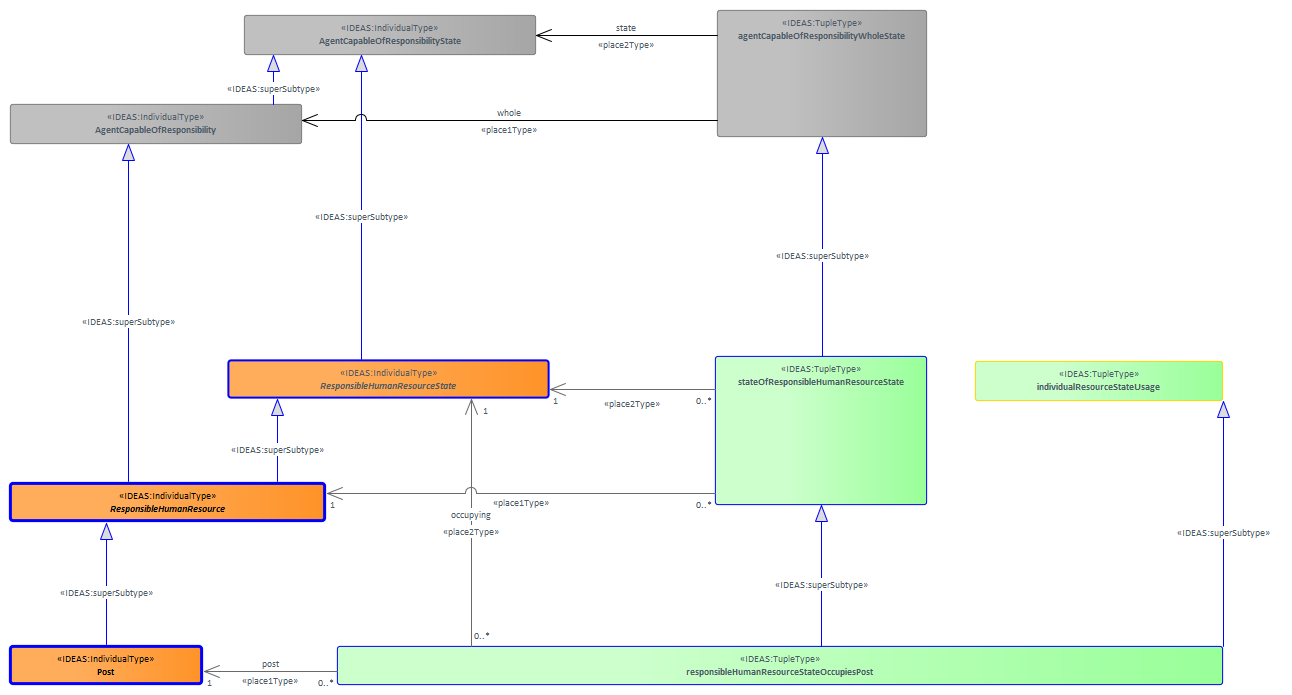 «IDEAS:IndividualType»
AgentCapableOfResponsibilityState
state
«place2Type»
«IDEAS:TupleType»
agentCapableOfResponsibilityWholeState
«IDEAS:superSubtype»
«IDEAS:IndividualType»
AgentCapableOfResponsibility
whole
«place1Type»
«IDEAS:superSubtype»
«IDEAS:superSubtype»
«IDEAS:superSubtype»
«IDEAS:IndividualType»
ResponsibleHumanResourceState
1
«place2Type»
0..*
«IDEAS:TupleType»
stateOfResponsibleHumanResourceState
«IDEAS:TupleType»
individualResourceStateUsage
1
«IDEAS:superSubtype»
«IDEAS:IndividualType»
ResponsibleHumanResource
1
«place1Type»
0..*
occupying
«place2Type»
«IDEAS:superSubtype»
«IDEAS:superSubtype»
«IDEAS:superSubtype»
0..*
«IDEAS:IndividualType»
Post
1
post
«place1Type»
0..*
«IDEAS:TupleType»
responsibleHumanResourceStateOccupiesPost